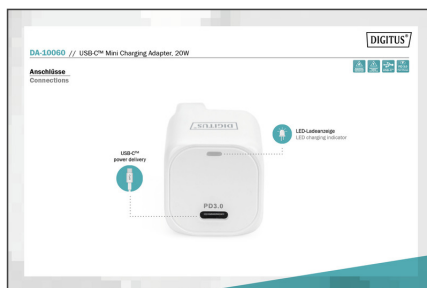 DIGITUS®
DA-10060 // USB-C™ Mini Charging Adapter, 20W
Anschlüsse
Connections
DIGITUS®
LED-Ladeanzeige
LED charging indicator
USB-C™
power delivery
PD3.0